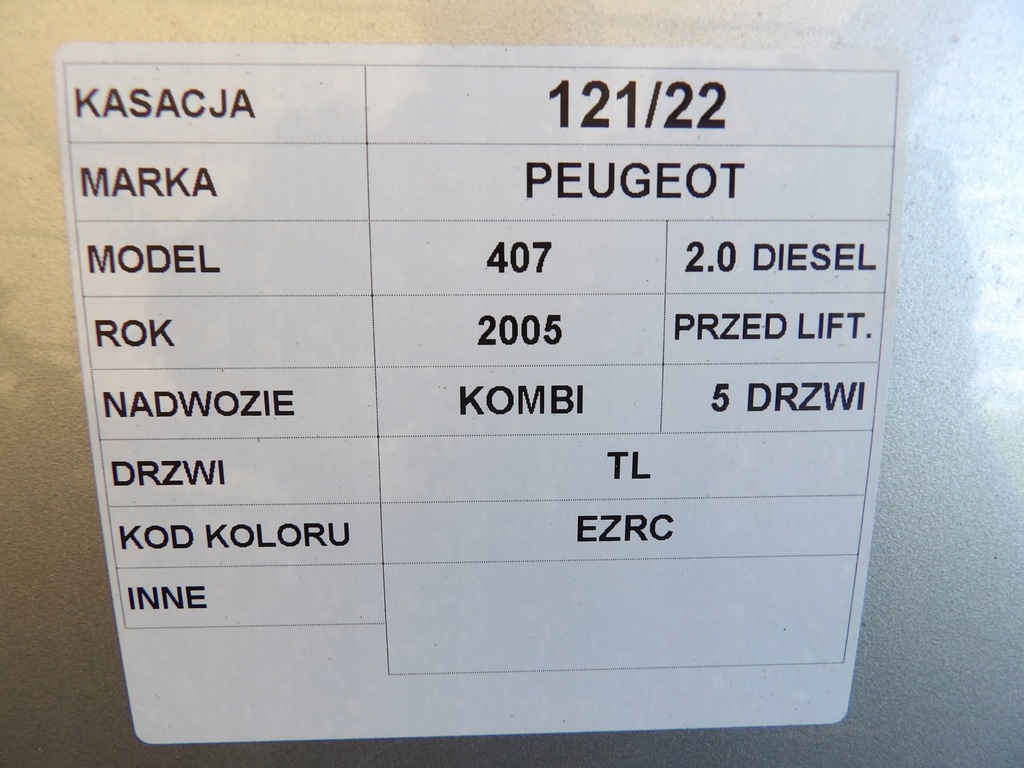 KASACJA 121/22
MARKA PEUGEOT
MODEL 407 2.0 DIESEL
ROK 2005 PRZED LIFT.
NADWOZIE KOMBI 5 DRZWI
DRZWI TL
KOD KOLORU EZRC
INNE